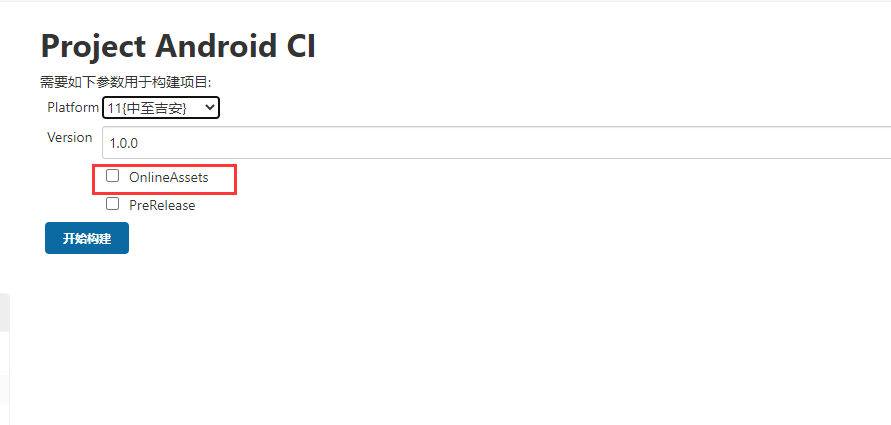 Project Android CI
需要如下参数用于构建项目:
Platform 11{中至吉安}
Version 1.0.0
OnlineAssets
PreRelease
开始构建